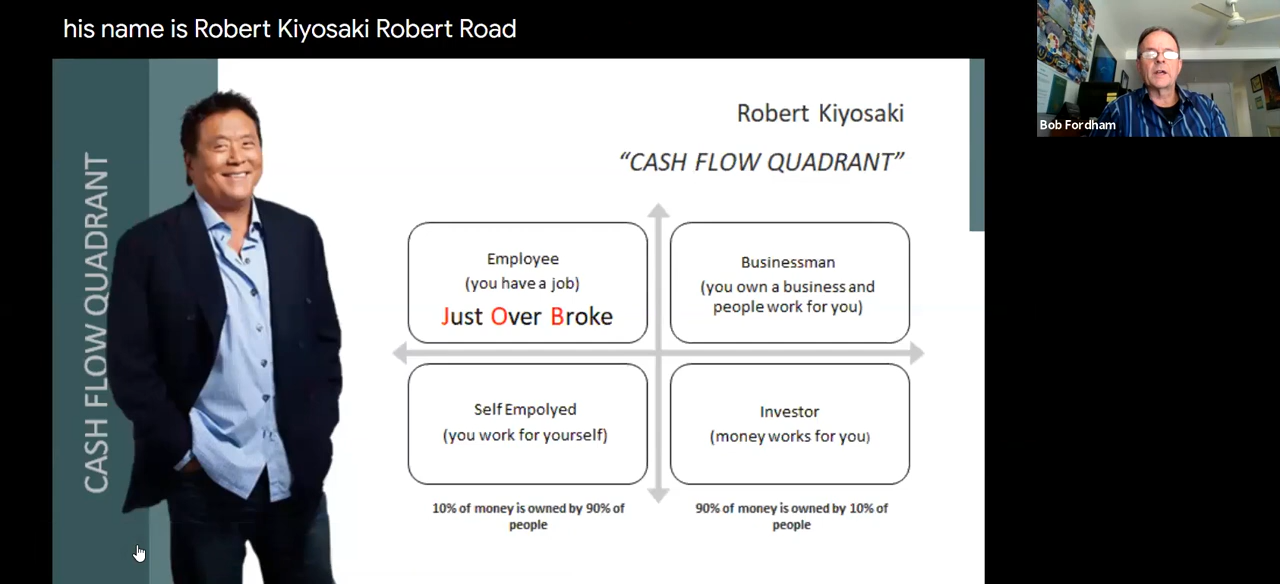 his name is Robert Kiyosaki Robert Road
Bob Fordham
CASH FLOW QUADRANT
Robert Kiyosaki
“CASH FLOW QUADRANT”
Employee
(you have a job)
Just Over Broke
Businessman
(you own a business and
people work for you)
Self Empolyed
(you work for yourself)
Investor
(money works for you)
10% of money is owned by 90% of
people
90% of money is owned by 10% of
people